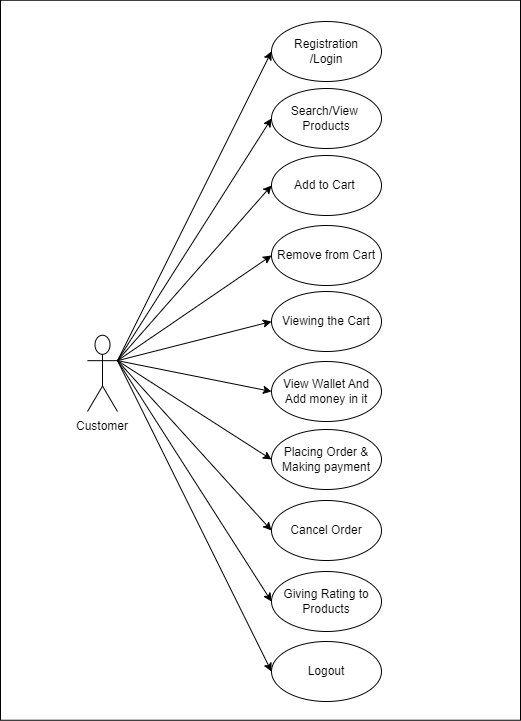 Registration
/Login
Search/View
Products
Add to Cart
Remove from Cart
Viewing the Cart
View Wallet And
Add money in it
Customer
Placing Order &
Making payment
Cancel Order
Giving Rating to
Products
Logout